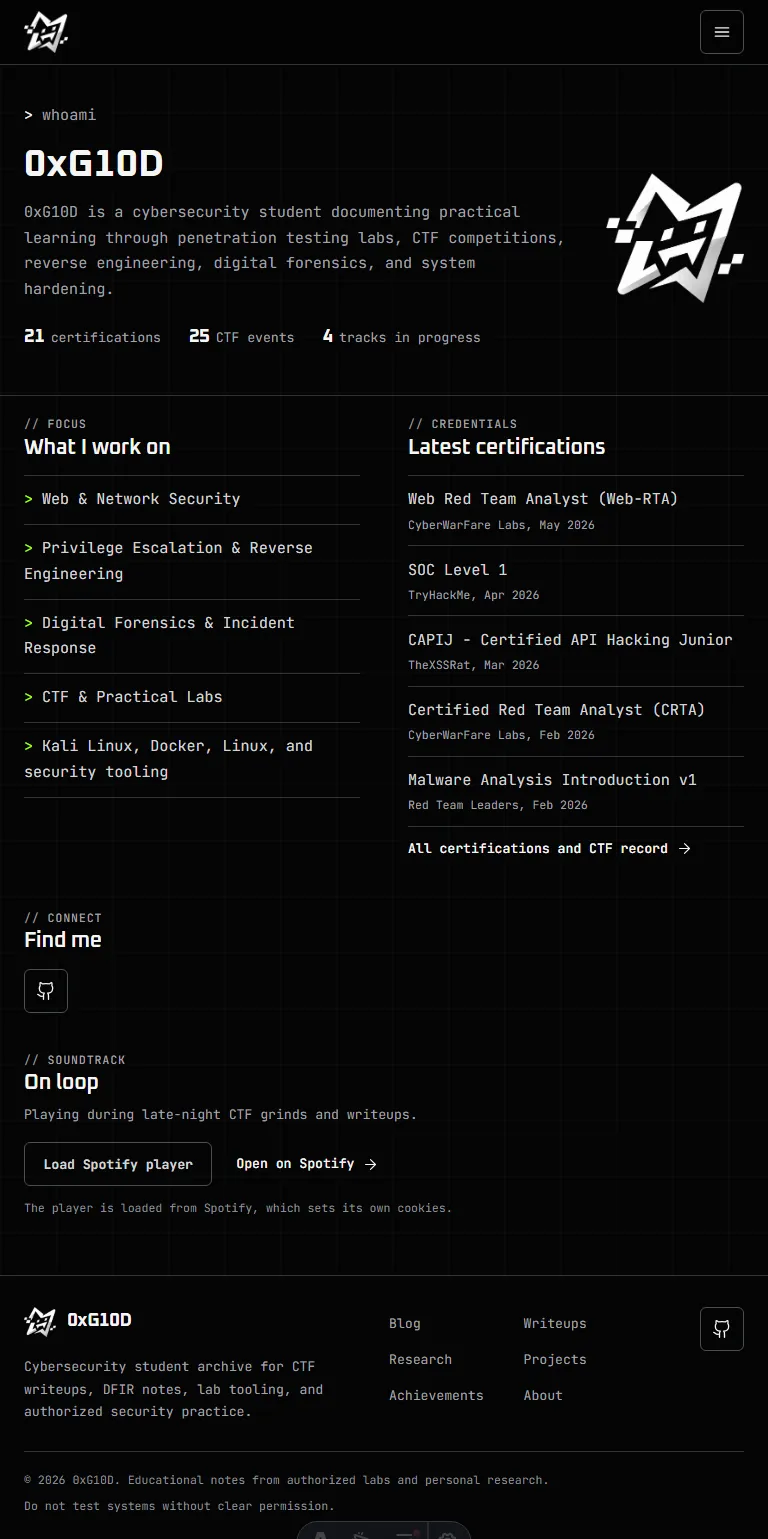 > whoami
0xG10D
0xG10D is a cybersecurity student documenting practical
learning through penetration testing labs, CTF competitions,
reverse engineering, digital forensics, and system
hardening.
21 certifications 25 CTF events 4 tracks in progress
// FOCUS
What I work on
> Web & Network Security
> Privilege Escalation & Reverse
Engineering
> Digital Forensics & Incident
Response
> CTF & Practical Labs
> Kali Linux, Docker, Linux, and
security tooling
// CREDENTIALS
Latest certifications
Web Red Team Analyst (Web-RTA)
CyberWarFare Labs, May 2026
SOC Level 1
TryHackMe, Apr 2026
CAPIJ - Certified API Hacking Junior
TheXSSRat, Mar 2026
Certified Red Team Analyst (CRTA)
CyberWarFare Labs, Feb 2026
Malware Analysis Introduction v1
Red Team Leaders, Feb 2026
All certifications and CTF record →
// CONNECT
Find me
// SOUNDTRACK
On loop
Playing during late-night CTF grinds and writeups.
Load Spotify player
Open on Spotify →
The player is loaded from Spotify, which sets its own cookies.
0xG10D
Cybersecurity student archive for CTF
writeups, DFIR notes, lab tooling, and
authorized security practice.
Blog
Writeups
Research
Projects
Achievements
About
© 2026 0xG10D. Educational notes from authorized labs and personal research.
Do not test systems without clear permission.